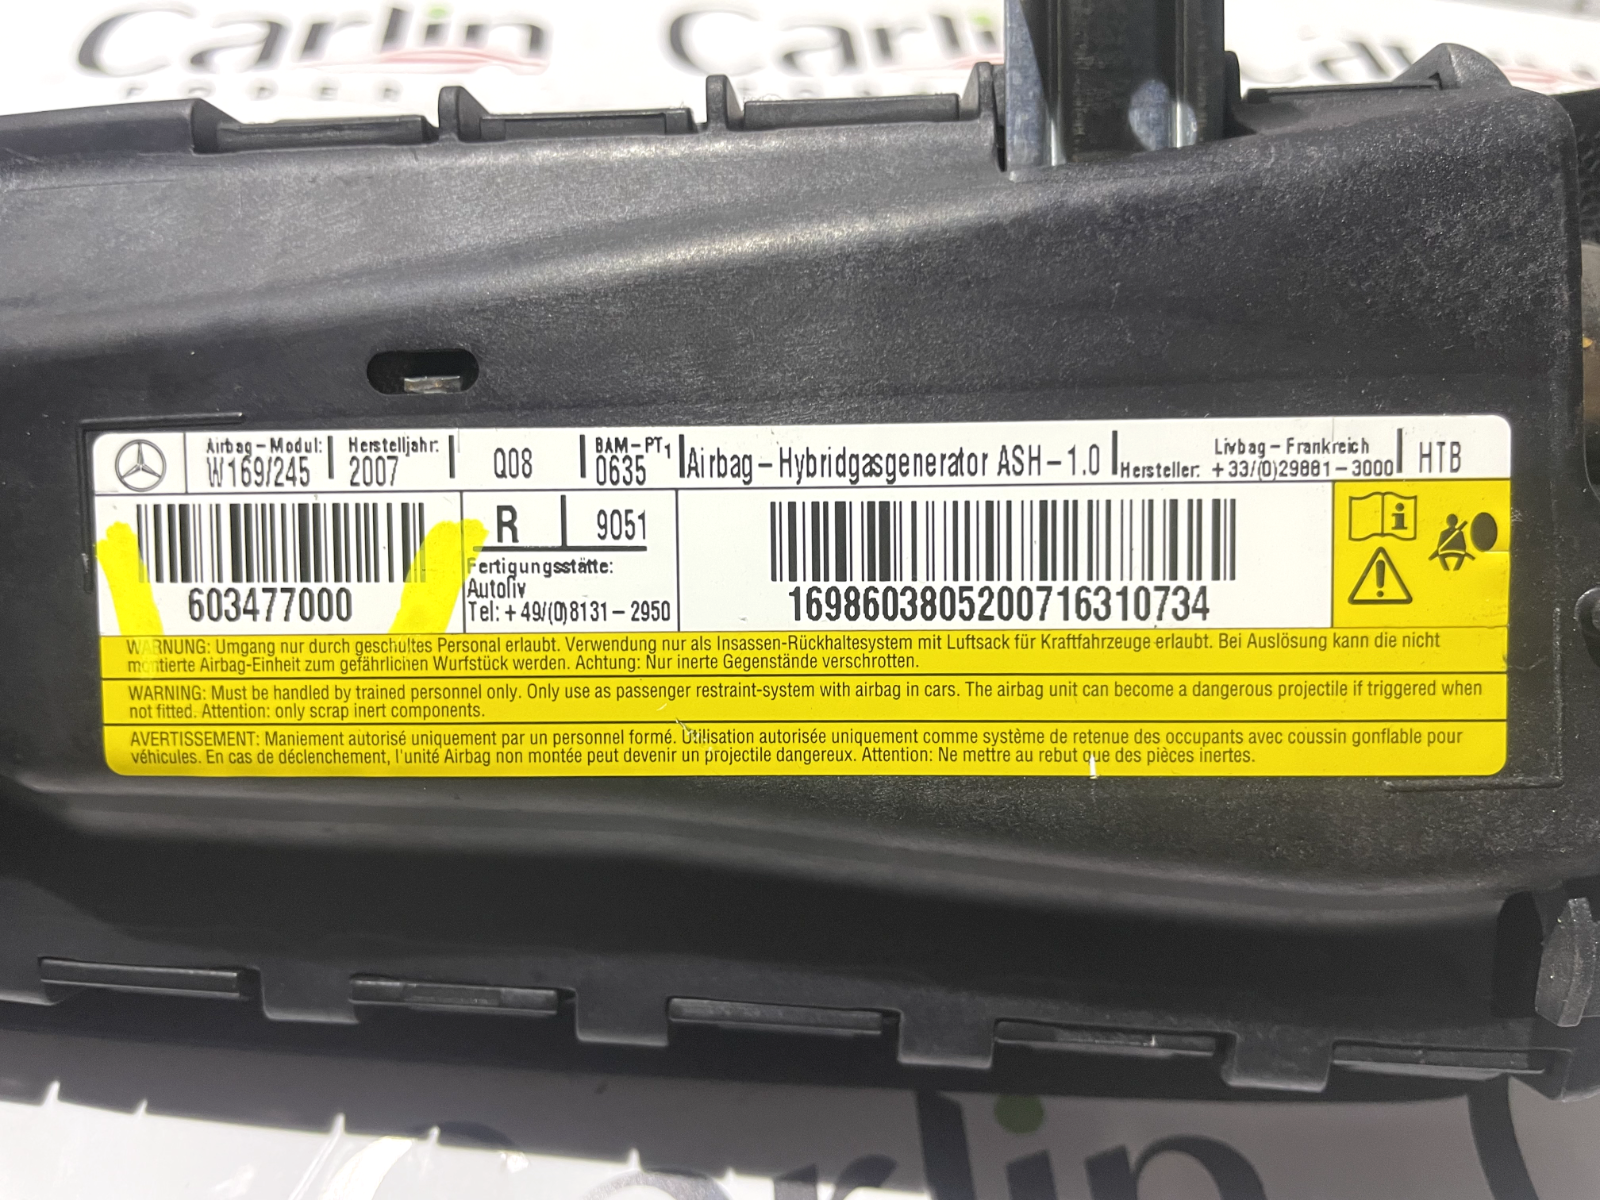 Carlin
Carlin
Airbag-Modul:
W169/245
Herstelljahr:
2007
Q08
BAM-PT1
0635
Airbag-Hybridgasgenerator ASH-1.0
Hersteller:
Livbag-Frankreich
+33/(0)29881-3000
HTB
603477000
R
9051
Fertigungsstätte:
Autoliv
Tel: +49/(0)8131-2950
1698603805200716310734
WARNUNG: Umgang nur durch geschultes Personal erlaubt. Verwendung nur als Insassen-Rückhaltesystem mit Luftsack für Kraftfahrzeuge erlaubt. Bei Auslösung kann die nicht
montierte Airbag-Einheit zum gefährlichen Wurfstück werden. Achtung: Nur inerte Gegenstände verschrotten.
WARNING: Must be handled by trained personnel only. Only use as passenger restraint-system with airbag in cars. The airbag unit can become a dangerous projectile if triggered when
not fitted. Attention: only scrap inert components.
AVERTISSEMENT: Maniement autorisé uniquement par un personnel formé. Utilisation autorisée uniquement comme système de retenue des occupants avec coussin gonflable pour
véhicules. En cas de déclenchement, l'unité Airbag non montée peut devenir un projectile dangereux. Attention: Ne mettre au rebut que des pièces inertes.
Carlin